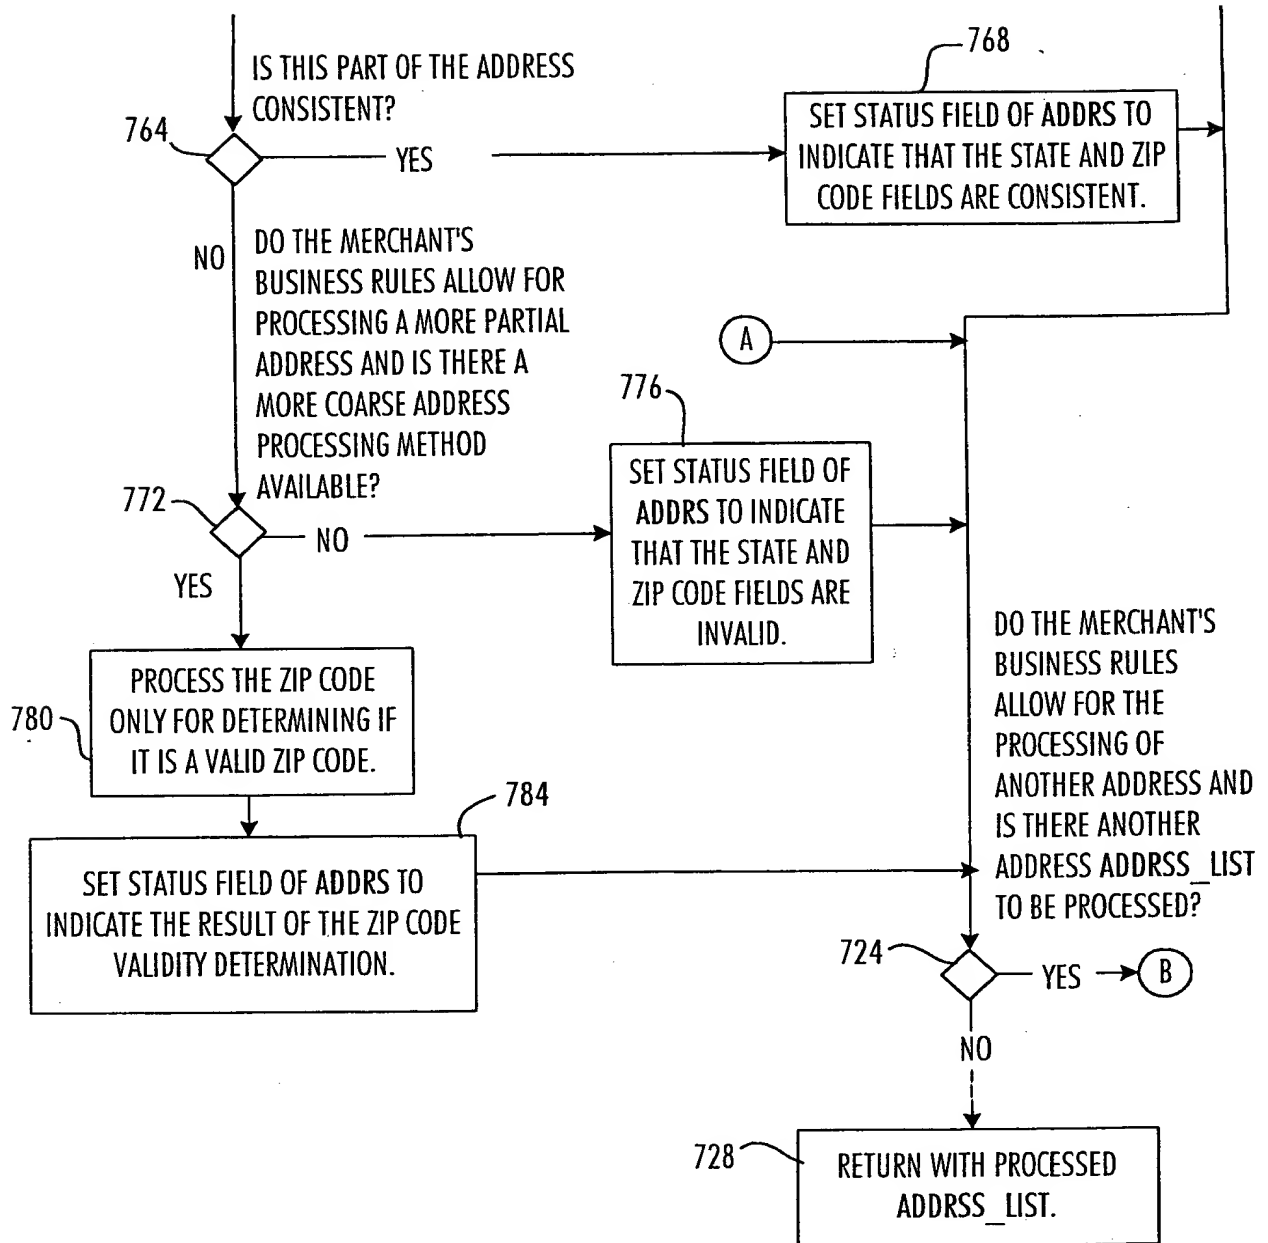 IS THIS PART OF THE ADDRESS
CONSISTENT?
764
YES
768
SET STATUS FIELD OF ADDRS TO
INDICATE THAT THE STATE AND ZIP
CODE FIELDS ARE CONSISTENT.
NO
DO THE MERCHANT'S
BUSINESS RULES ALLOW FOR
PROCESSING A MORE PARTIAL
ADDRESS AND IS THERE A
MORE COARSE ADDRESS
PROCESSING METHOD
AVAILABLE?
A
772
NO
776
SET STATUS FIELD OF
ADDRS TO INDICATE
THAT THE STATE AND
ZIP CODE FIELDS ARE
INVALID.
YES
780
PROCESS THE ZIP CODE
ONLY FOR DETERMINING IF
IT IS A VALID ZIP CODE.
784
SET STATUS FIELD OF ADDRS TO
INDICATE THE RESULT OF THE ZIP CODE
VALIDITY DETERMINATION.
DO THE MERCHANT'S
BUSINESS RULES
ALLOW FOR THE
PROCESSING OF
ANOTHER ADDRESS AND
IS THERE ANOTHER
ADDRESS ADDRSS_LIST
TO BE PROCESSED?
724
YES
B
NO
728
RETURN WITH PROCESSED
ADDRSS_LIST.